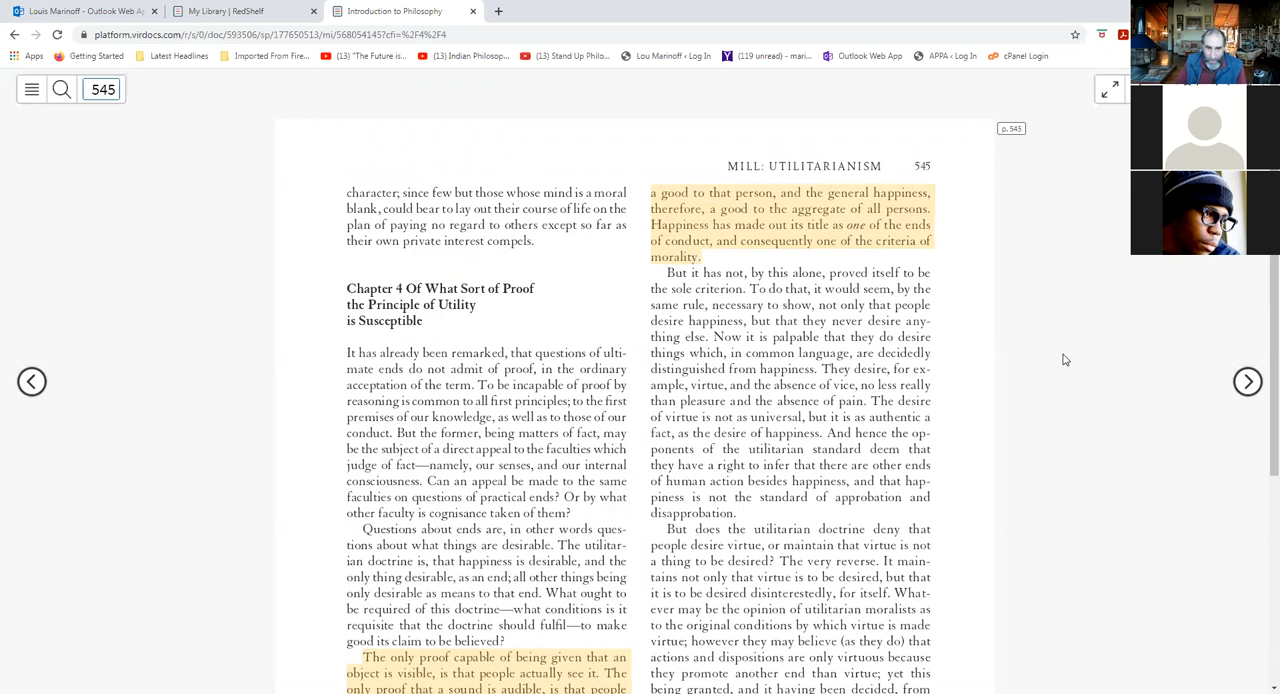 Louis Marinoff - Outlook Web Ap
My Library | RedShelf
Introduction to Philosophy
platform.virdocs.com/r/s/0/doc/593506/sp/177650513/mi/568054145?cfi=%2F4%2F4
Apps
Getting Started
Latest Headlines
Imported From Fire...
(13) "The Future is...
(13) Indian Philosop...
(13) Stand Up Philo...
Lou Marinoff ‹ Log In
(119 unread) - mari...
Outlook Web App
APPA ‹ Log In
cPanel Login
545
p. 545
MILL: UTILITARIANISM 545
character; since few but those whose mind is a moral
blank, could bear to lay out their course of life on the
plan of paying no regard to others except so far as
their own private interest compels.
Chapter 4 Of What Sort of Proof
the Principle of Utility
is Susceptible
It has already been remarked, that questions of ulti-
mate ends do not admit of proof, in the ordinary
acceptation of the term. To be incapable of proof by
reasoning is common to all first principles; to the first
premises of our knowledge, as well as to those of our
conduct. But the former, being matters of fact, may
be the subject of a direct appeal to the faculties which
judge of fact—namely, our senses, and our internal
consciousness. Can an appeal be made to the same
faculties on questions of practical ends? Or by what
other faculty is cognisance taken of them?
Questions about ends are, in other words ques-
tions about what things are desirable. The utilitar-
ian doctrine is, that happiness is desirable, and the
only thing desirable, as an end; all other things being
only desirable as means to that end. What ought to
be required of this doctrine—what conditions is it
requisite that the doctrine should fulfil—to make
good its claim to be believed?
The only proof capable of being given that an
object is visible, is that people actually see it. The
only proof that a sound is audible, is that people
a good to that person, and the general happiness,
therefore, a good to the aggregate of all persons.
Happiness has made out its title as one of the ends
of conduct, and consequently one of the criteria of
morality.
But it has not, by this alone, proved itself to be
the sole criterion. To do that, it would seem, by the
same rule, necessary to show, not only that people
desire happiness, but that they never desire any-
thing else. Now it is palpable that they do desire
things which, in common language, are decidedly
distinguished from happiness. They desire, for ex-
ample, virtue, and the absence of vice, no less really
than pleasure and the absence of pain. The desire
of virtue is not as universal, but it is as authentic a
fact, as the desire of happiness. And hence the op-
ponents of the utilitarian standard deem that
they have a right to infer that there are other ends
of human action besides happiness, and that hap-
piness is not the standard of approbation and
disapprobation.
But does the utilitarian doctrine deny that
people desire virtue, or maintain that virtue is not
a thing to be desired? The very reverse. It main-
tains not only that virtue is to be desired, but that
it is to be desired disinterestedly, for itself. What-
ever may be the opinion of utilitarian moralists as
to the original conditions by which virtue is made
virtue; however they may believe (as they do) that
actions and dispositions are only virtuous because
they promote another end than virtue; yet this
being granted, and it having been decided, from